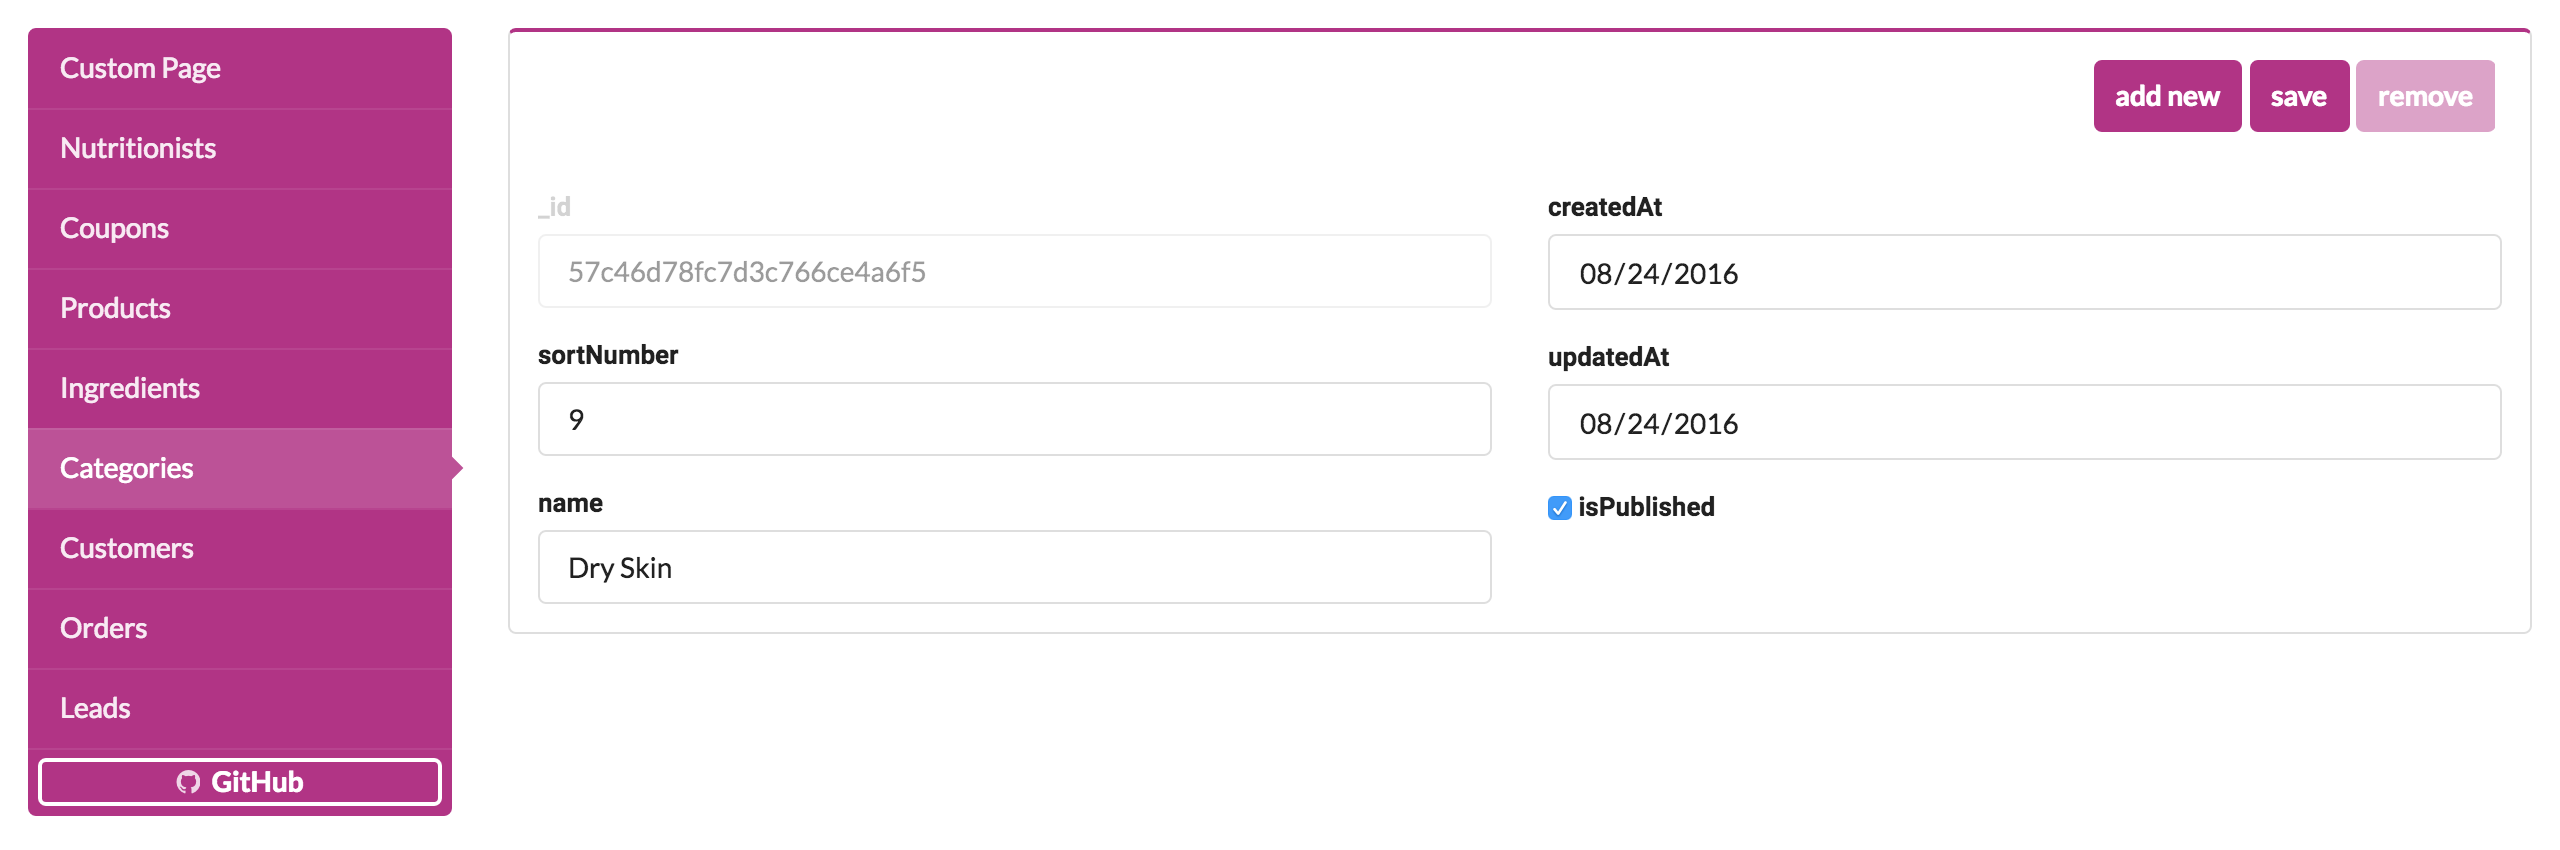 Custom Page
Nutritionists
Coupons
Products
Ingredients
Categories
Customers
Orders
Leads
GitHub
add new save remove
_id
57c46d78fc7d3c766ce4a6f5
sortNumber
9
name
Dry Skin
createdAt
08/24/2016
updatedAt
08/24/2016
isPublished